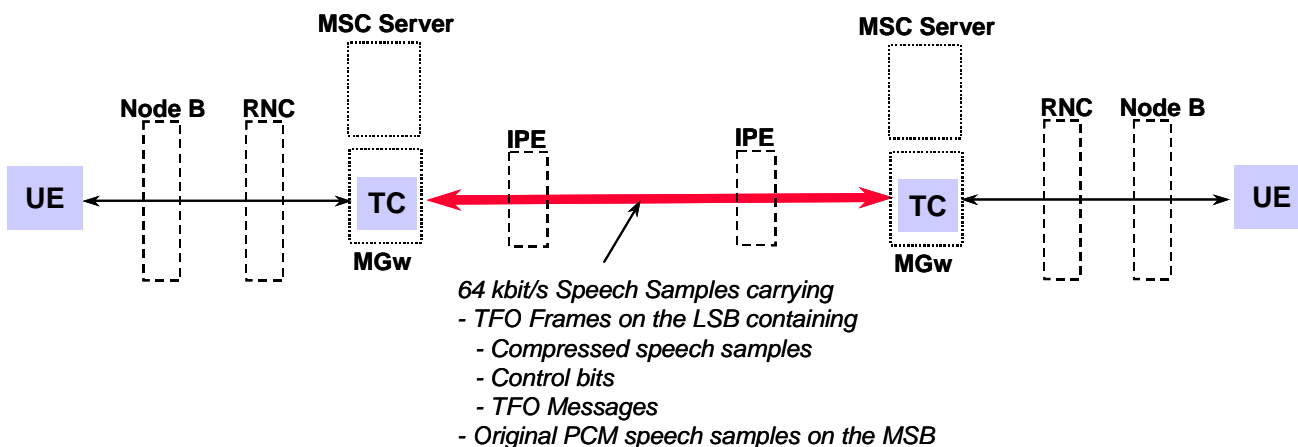 MSC Server
MSC Server
Node B
RNC
IPE
IPE
RNC
Node B
UE
TC
TC
UE
MGw
MGw
64 kbit/s Speech Samples carrying
- TFO Frames on the LSB containing
- Compressed speech samples
- Control bits
- TFO Messages
- Original PCM speech samples on the MSB